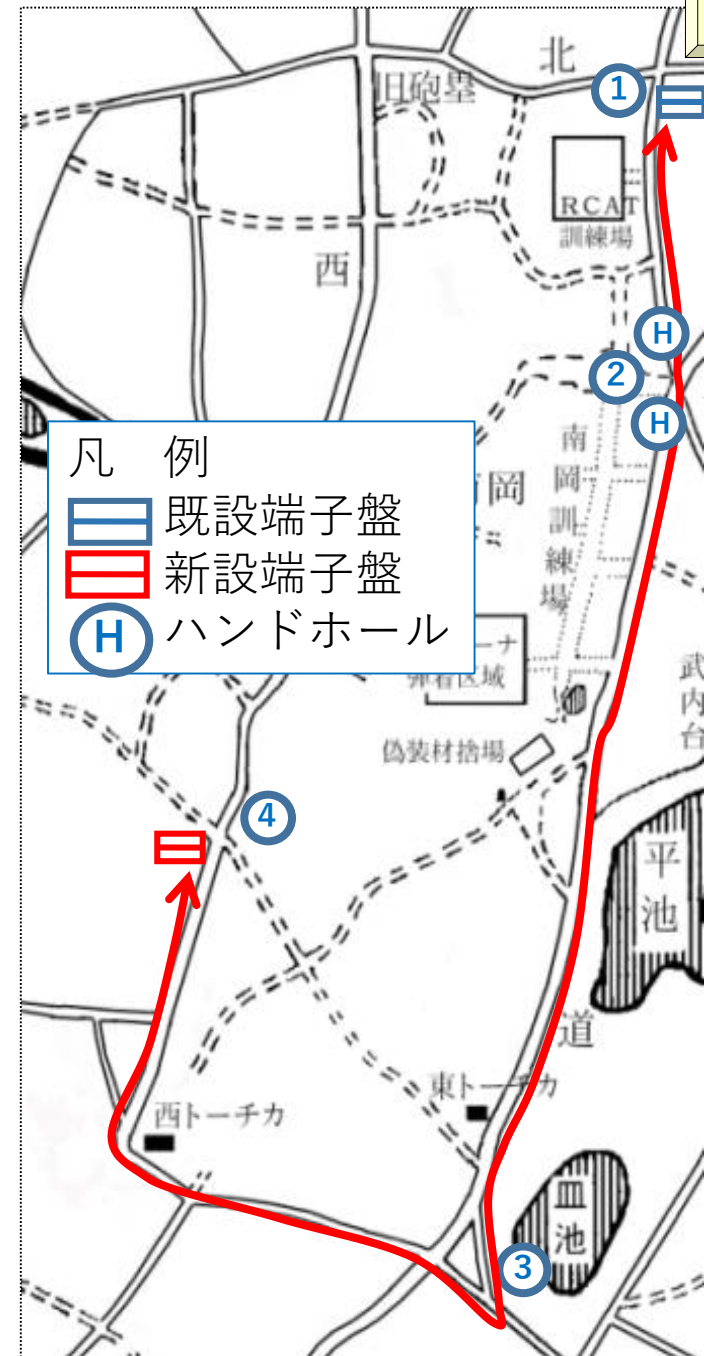 北
旧砲塁
①
RCAT
訓練場
西
H
②
H
凡 例
既設端子盤
新設端子盤
H ハンドホール
岡
南岡訓練場
ーナ
弾着区域
武内台
偽装材捨場
④
平池
道
東トーチカ
西トーチカ
皿池
③